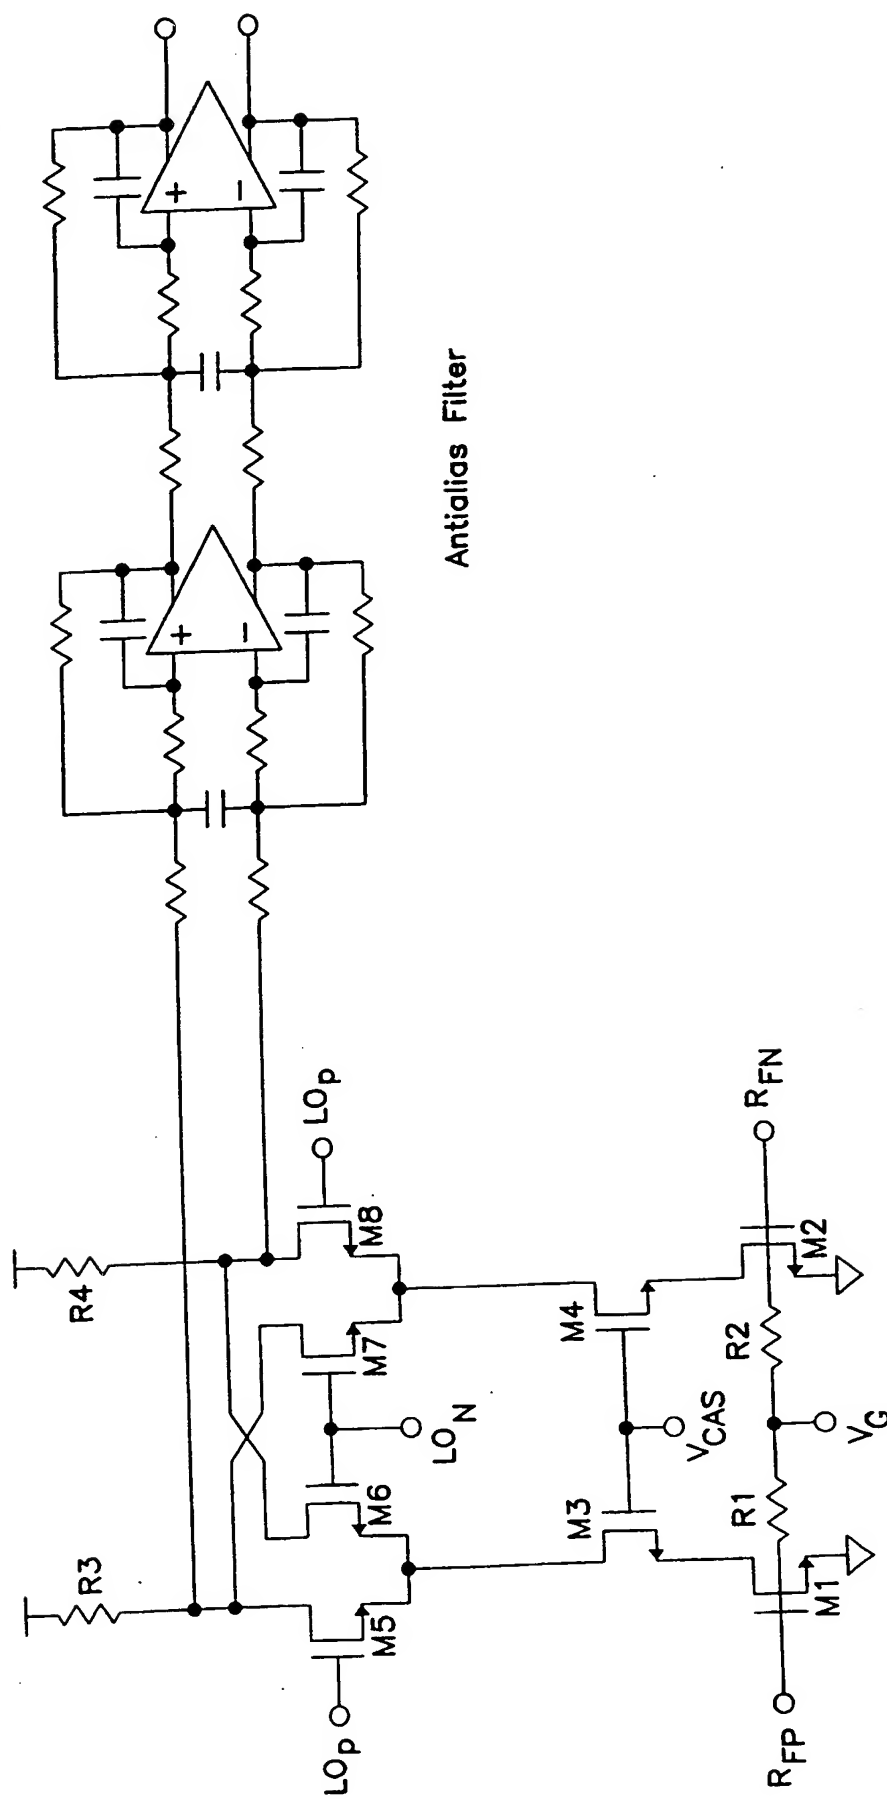 R3
R4
LOp
M5
M6
M7
M8
LOp
LON
M3
M4
VCAS
RFP
R1
R2
RFN
M1
VG
M2
+
−
+
−
Antialias Filter